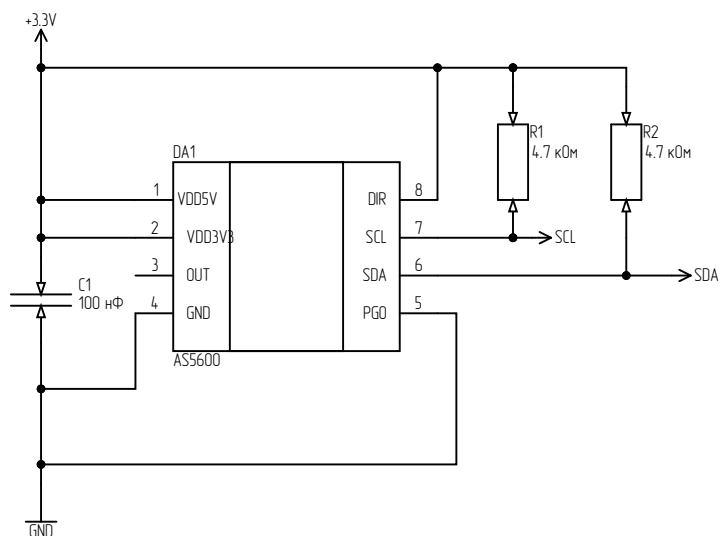 +3.3V
R1
4.7 кОм
R2
4.7 кОм
DA1
1 VDD5V DIR 8
2 VDD3V3 SCL 7 SCL
3 OUT SDA 6 SDA
C1
100 нФ
4 GND PGO 5
AS5600
GND